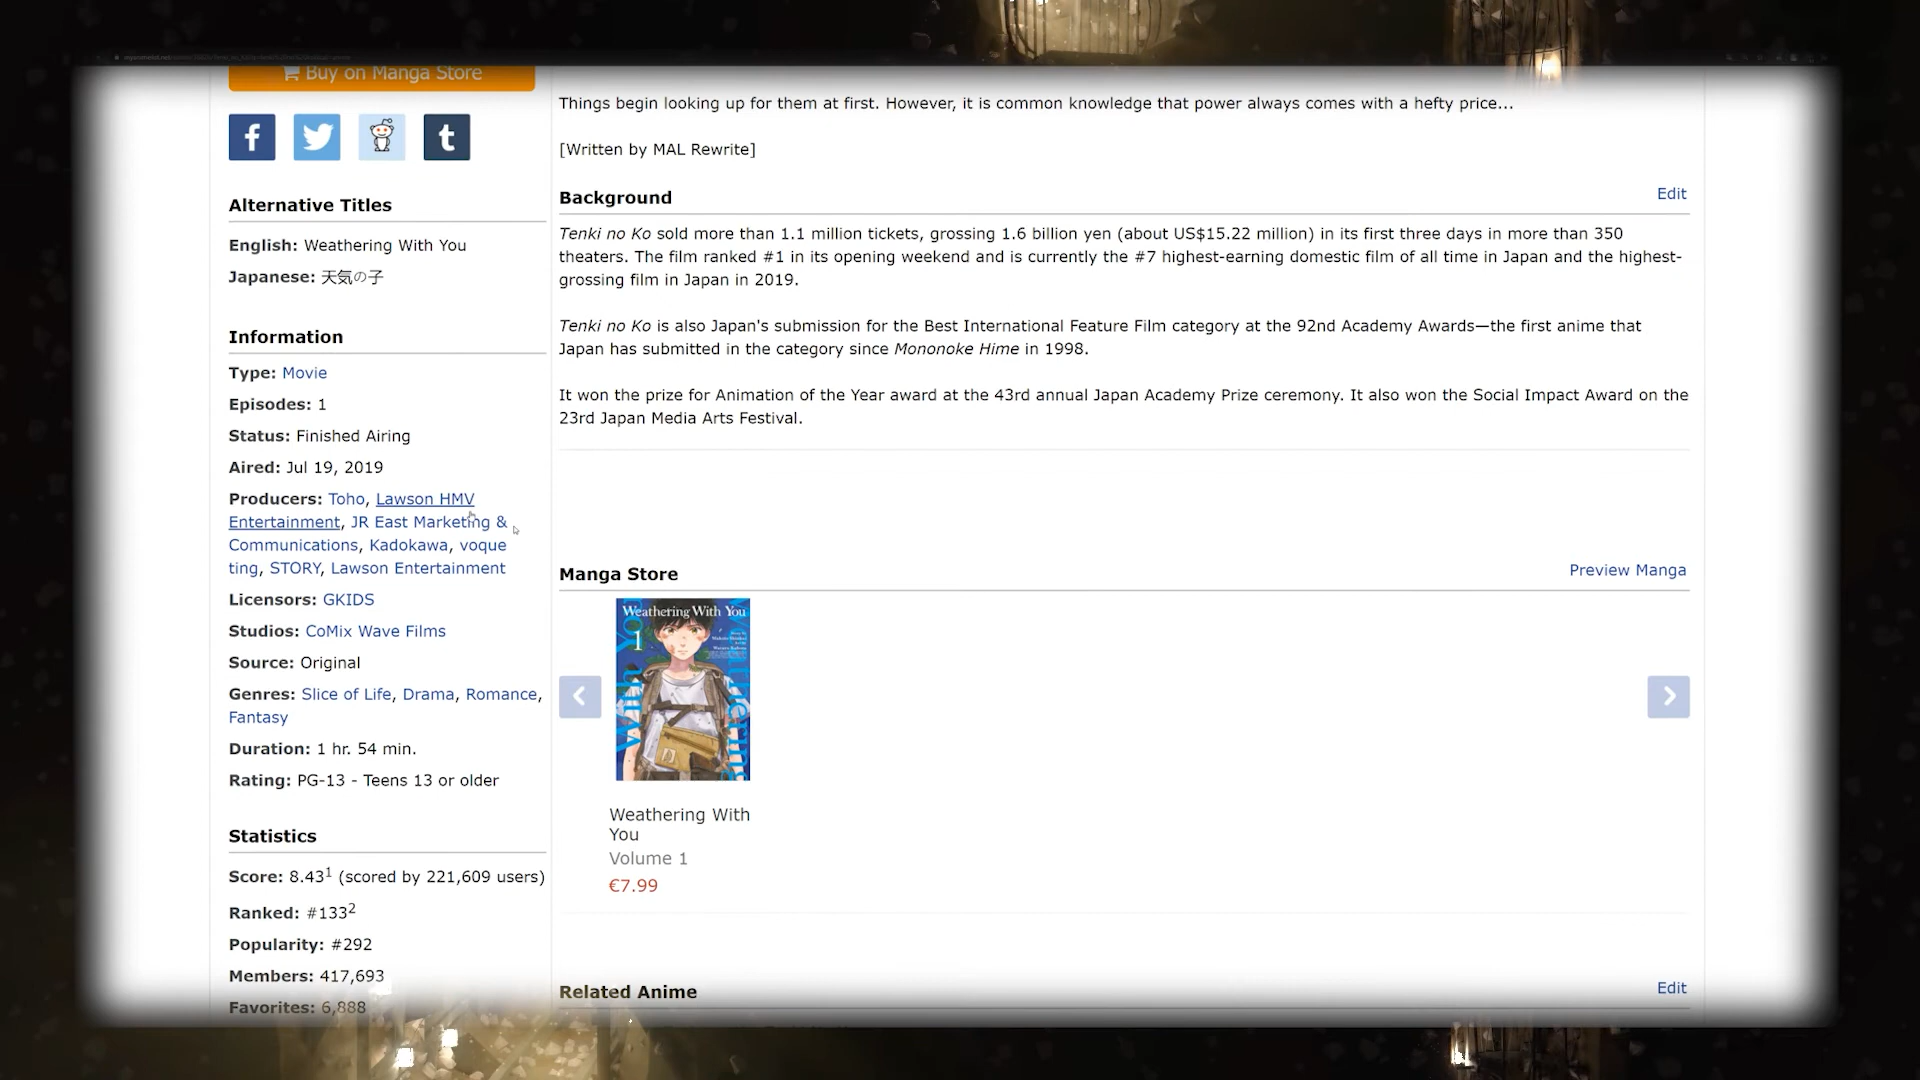 Buy on Manga Store
f
t
Alternative Titles
English: Weathering With You
Japanese: 天気の子
Information
Type: Movie
Episodes: 1
Status: Finished Airing
Aired: Jul 19, 2019
Producers: Toho, Lawson HMV
Entertainment, JR East Marketing &
Communications, Kadokawa, voque
ting, STORY, Lawson Entertainment
Licensors: GKIDS
Studios: CoMix Wave Films
Source: Original
Genres: Slice of Life, Drama, Romance,
Fantasy
Duration: 1 hr. 54 min.
Rating: PG-13 - Teens 13 or older
Statistics
Score: 8.43¹ (scored by 221,609 users)
Ranked: #133²
Popularity: #292
Members: 417,693
Favorites: 6,888
Things begin looking up for them at first. However, it is common knowledge that power always comes with a hefty price...
[Written by MAL Rewrite]
Background
Edit
Tenki no Ko sold more than 1.1 million tickets, grossing 1.6 billion yen (about US$15.22 million) in its first three days in more than 350
theaters. The film ranked #1 in its opening weekend and is currently the #7 highest-earning domestic film of all time in Japan and the highest-
grossing film in Japan in 2019.
Tenki no Ko is also Japan's submission for the Best International Feature Film category at the 92nd Academy Awards—the first anime that
Japan has submitted in the category since Mononoke Hime in 1998.
It won the prize for Animation of the Year award at the 43rd annual Japan Academy Prize ceremony. It also won the Social Impact Award on the
23rd Japan Media Arts Festival.
Manga Store
Preview Manga
Weathering With You
1
Weathering With
You
Volume 1
€7.99
Related Anime
Edit